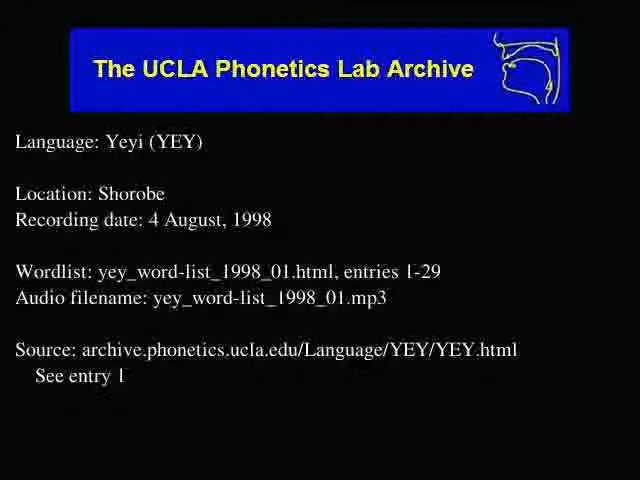 The UCLA Phonetics Lab Archive
Language: Yeyi (YEY)
Location: Shorobe
Recording date: 4 August, 1998
Wordlist: yey_word-list_1998_01.html, entries 1-29
Audio filename: yey_word-list_1998_01.mp3
Source: archive.phonetics.ucla.edu/Language/YEY/YEY.html
See entry 1